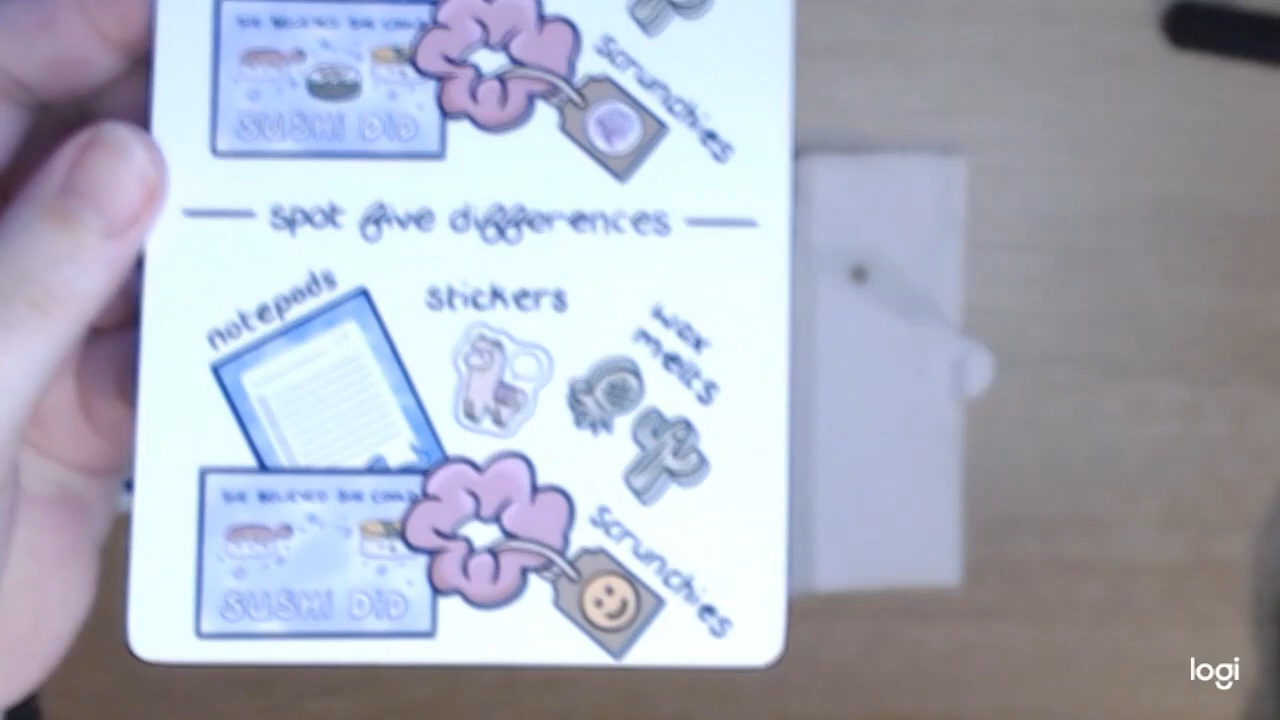 SUSHI DID
scrunchies
spot five differences
notepads
stickers
wax
melts
SUSHI DID
scrunchies
logi